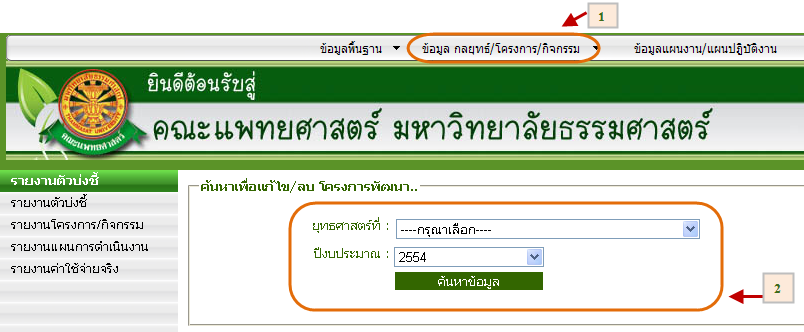 1
ข้อมูลพื้นฐาน ข้อมูล กลยุทธ์/โครงการ/กิจกรรม ข้อมูลแผนงาน/แผนปฏิบัติงาน
ยินดีต้อนรับสู่
คณะแพทยศาสตร์ มหาวิทยาลัยธรรมศาสตร์
รายงานตัวบ่งชี้
รายงานตัวบ่งชี้
รายงานโครงการ/กิจกรรม
รายงานแผนการดำเนินงาน
รายงานค่าใช้จ่ายจริง
ค้นหาเพื่อแก้ไข/ลบ โครงการพัฒนา..
ยุทธศาสตร์ที่ : ----กรุณาเลือก----
ปีงบประมาณ : 2554
ค้นหาข้อมูล
2